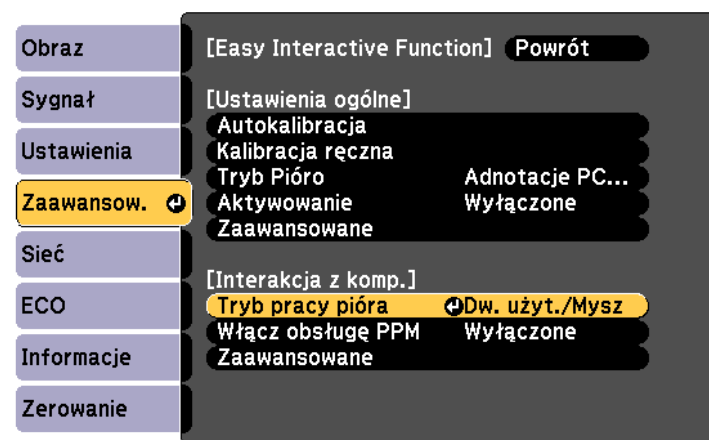 Obraz
Sygnał
Ustawienia
Zaawansow.
Sieć
ECO
Informacje
Zerowanie
[Easy Interactive Function] Powrót
[Ustawienia ogólne]
Autokalibracja
Kalibracja ręczna
Tryb Pióro Adnotacje PC...
Aktywowanie Wyłączone
Zaawansowane
[Interakcja z komp.]
Tryb pracy pióra Dw. użyt./Mysz
Włącz obsługę PPM Wyłączone
Zaawansowane